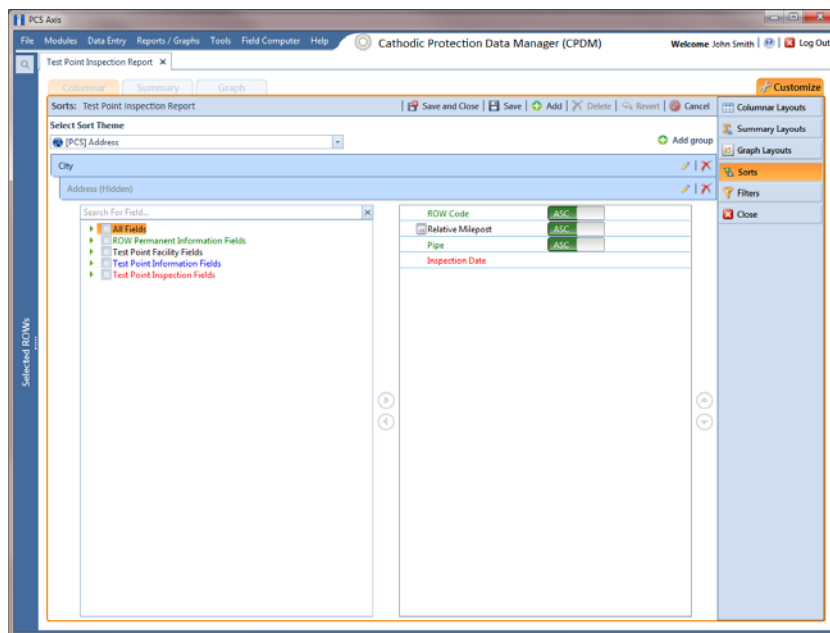 PCS Axis
File Modules Data Entry Reports / Graphs Tools Field Computer Help Cathodic Protection Data Manager (CPDM) Welcome John Smith | | Log Out
Test Point Inspection Report ×
Columnar Summary Graph Customize
Sorts: Test Point Inspection Report | Save and Close | Save | Add | Delete | Revert | Cancel
Columnar Layouts
Select Sort Theme
Summary Layouts
[PCS] Address
Add group
Graph Layouts
City
Sorts
Address (Hidden)
Filters
Search For Field...
ROW Code ASC
Close
All Fields
Relative Milepost ASC
ROW Permanent Information Fields
Pipe ASC
Test Point Facility Fields
Test Point Information Fields
Inspection Date
Test Point Inspection Fields
Selected ROWs